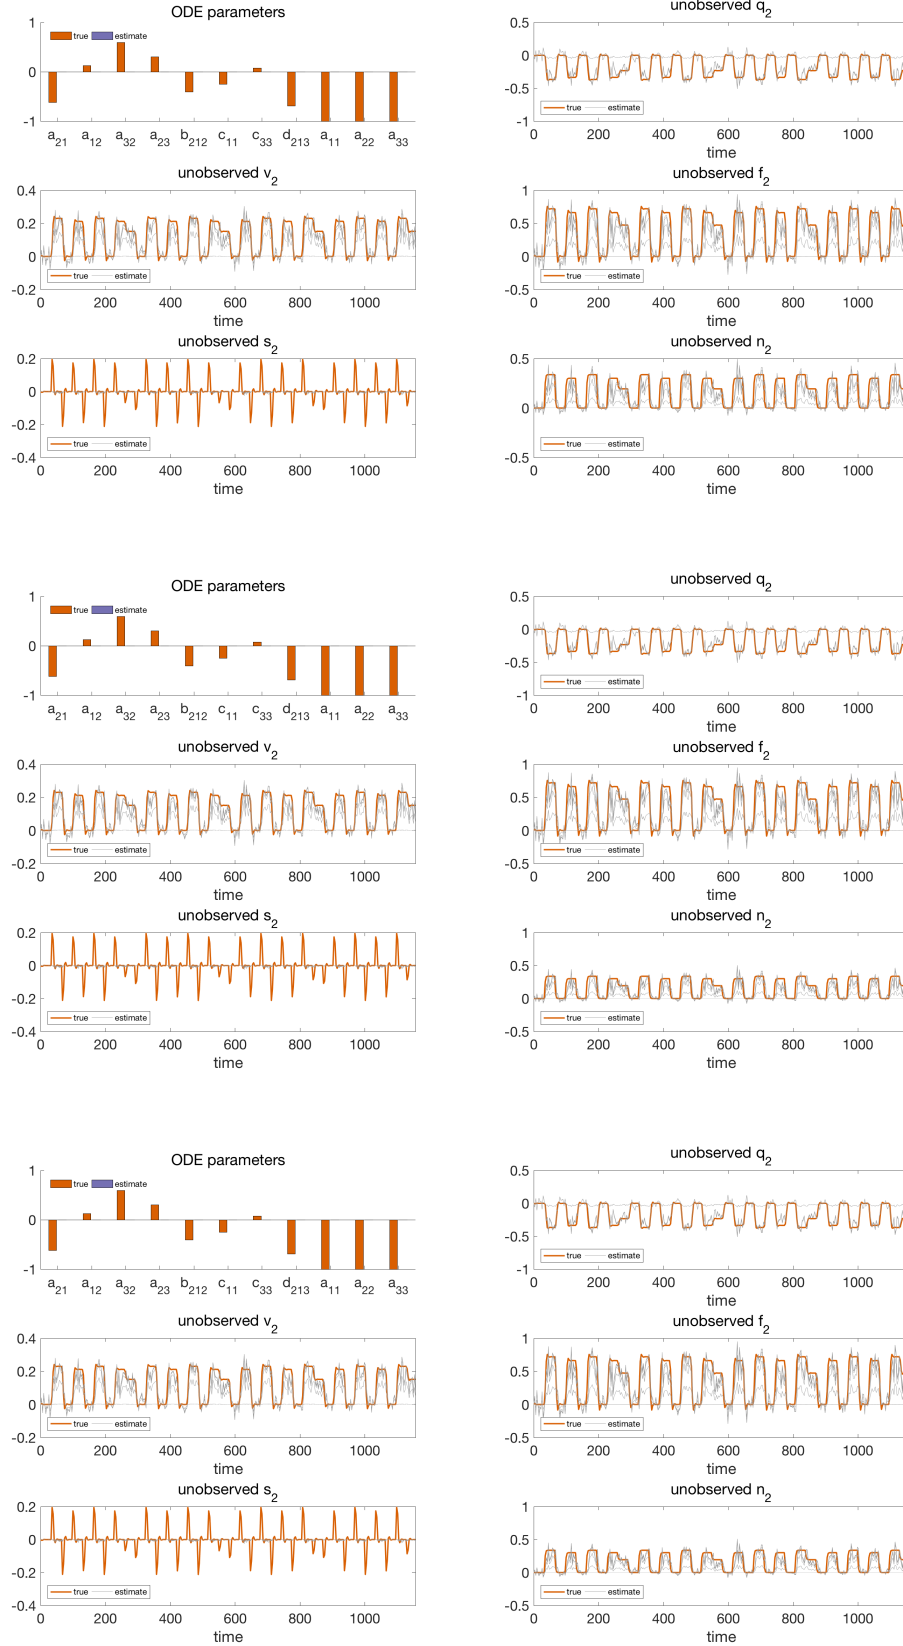 ODE parameters
1
0
-1
true estimate
a21 a12 a32 a23 b212 c11 c33 d213 a11 a22 a33
unobserved q2
0.5
0
-0.5
-1
true estimate
0 200 400 600 800 1000
time
unobserved v2
0.4
0.2
0
-0.2
true estimate
0 200 400 600 800 1000
time
unobserved f2
1
0.5
0
-0.5
true estimate
0 200 400 600 800 1000
time
unobserved s2
0.2
0
-0.2
-0.4
true estimate
0 200 400 600 800 1000
time
unobserved n2
0.5
0
-0.5
true estimate
0 200 400 600 800 1000
time
ODE parameters
1
0
-1
true estimate
a21 a12 a32 a23 b212 c11 c33 d213 a11 a22 a33
unobserved q2
0.5
0
-0.5
-1
true estimate
0 200 400 600 800 1000
time
unobserved v2
0.4
0.2
0
-0.2
true estimate
0 200 400 600 800 1000
time
unobserved f2
1
0.5
0
-0.5
true estimate
0 200 400 600 800 1000
time
unobserved s2
0.2
0
-0.2
-0.4
true estimate
0 200 400 600 800 1000
time
unobserved n2
1
0.5
0
-0.5
true estimate
0 200 400 600 800 1000
time
ODE parameters
1
0
-1
true estimate
a21 a12 a32 a23 b212 c11 c33 d213 a11 a22 a33
unobserved q2
0.5
0
-0.5
-1
true estimate
0 200 400 600 800 1000
time
unobserved v2
0.4
0.2
0
-0.2
true estimate
0 200 400 600 800 1000
time
unobserved f2
1
0.5
0
-0.5
true estimate
0 200 400 600 800 1000
time
unobserved s2
0.2
0
-0.2
-0.4
true estimate
0 200 400 600 800 1000
time
unobserved n2
1
0.5
0
-0.5
true estimate
0 200 400 600 800 1000
time